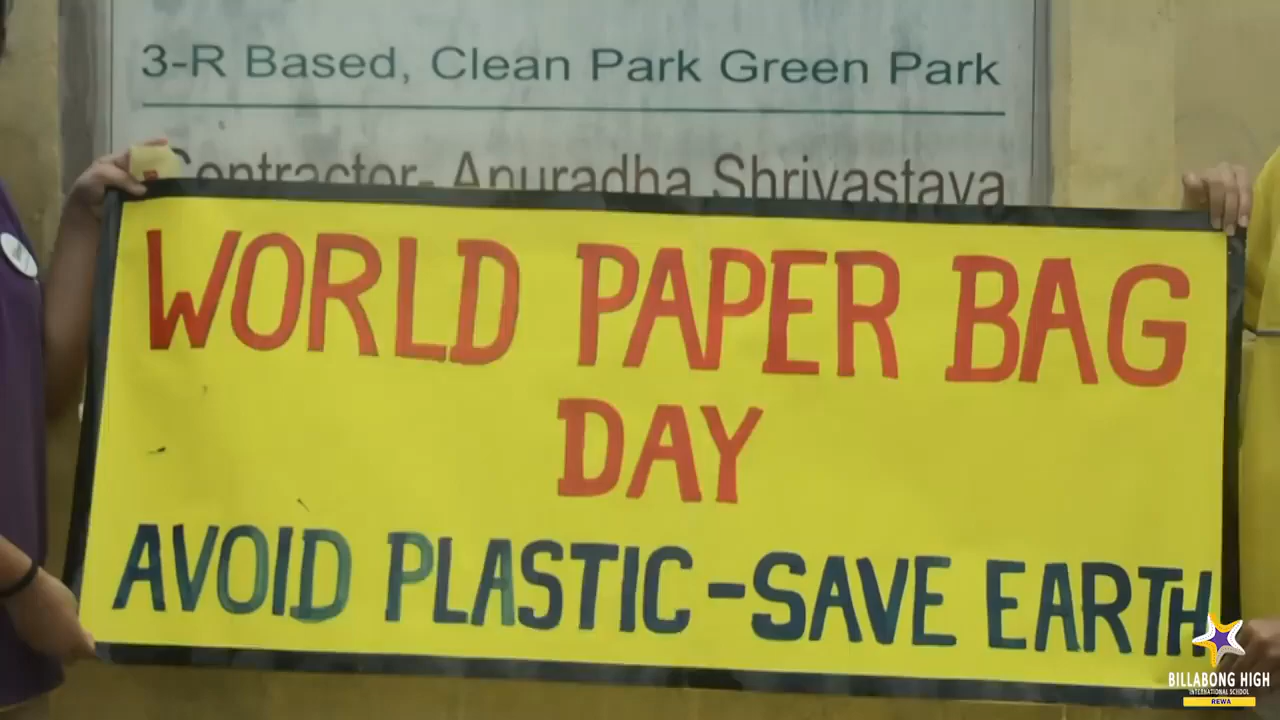 3-R Based, Clean Park Green Park
Contractor- Anuradha Shrivastava
WORLD PAPER BAG
DAY
AVOID PLASTIC-SAVE EARTH
BILLABONG HIGH
INTERNATIONAL SCHOOL
REWA